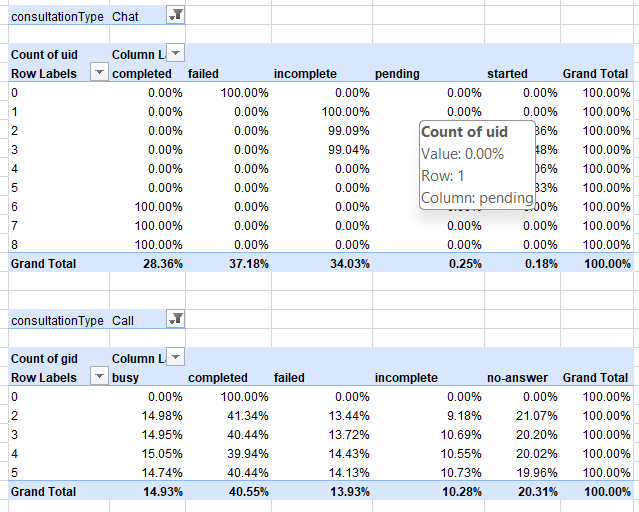 consultationType Chat
Count of uid Column L
Row Labels completed failed incomplete pending started Grand Total
0 0.00% 100.00% 0.00% 0.00% 0.00% 100.00%
1 0.00% 0.00% 100.00% 0.00% 0.00% 100.00%
2 0.00% 0.00% 99.09% 100.00%
3 0.00% 0.00% 99.04% 100.00%
4 0.00% 0.00% 0.00% 100.00%
5 0.00% 0.00% 0.00% 100.00%
6 100.00% 0.00% 0.00% 100.00%
7 100.00% 0.00% 0.00% 0.00% 0.00% 100.00%
8 100.00% 0.00% 0.00% 0.00% 0.00% 100.00%
Grand Total 28.36% 37.18% 34.03% 0.25% 0.18% 100.00%
Count of uid
Value: 0.00%
Row: 1
Column: pending
consultationType Call
Count of gid Column L
Row Labels busy completed failed incomplete no-answer Grand Total
0 0.00% 100.00% 0.00% 0.00% 0.00% 100.00%
2 14.98% 41.34% 13.44% 9.18% 21.07% 100.00%
3 14.95% 40.44% 13.72% 10.69% 20.20% 100.00%
4 15.05% 39.94% 14.43% 10.55% 20.02% 100.00%
5 14.74% 40.44% 14.13% 10.73% 19.96% 100.00%
Grand Total 14.93% 40.55% 13.93% 10.28% 20.31% 100.00%